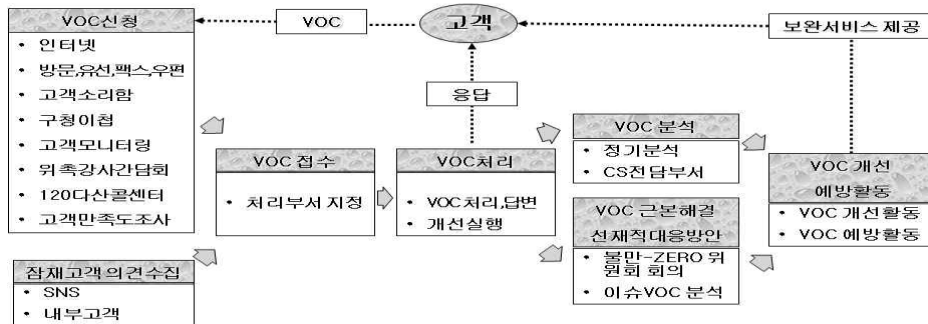 VOC신청
• 인터넷
• 방문,유선,팩스,우편
• 고객소리함
• 구청이첩
• 고객모니터링
• 위촉강사간담회
• 120다산콜센터
• 고객만족도조사
잠재고객의견수집
• SNS
• 내부고객
VOC
고객
보완서비스 제공
응답
VOC 접수
• 처리부서 지정
VOC처리
• VOC처리,답변
• 개선실행
VOC 분석
• 정기분석
• CS전담부서
VOC 근본해결
선재적대응방안
• 불만-ZERO 위
원회 회의
• 이슈VOC 분석
VOC 개선
예방활동
• VOC 개선활동
• VOC 예방활동